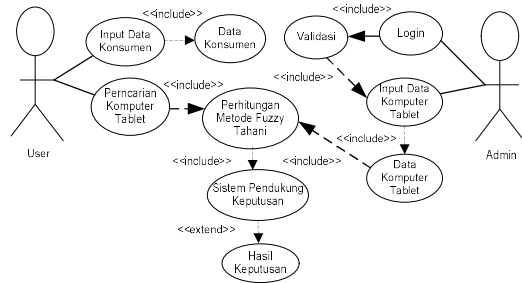 <<include>>
<<include>>
Input Data
Konsumen
Data
Konsumen
Validasi
Login
<<include>>
<<include>>
Perncarian
Komputer
Tablet
Perhitungan
Metode Fuzzy
Tahani
Input Data
Komputer
Tablet
<<include>>
User
Admin
<<include>>
<<include>>
Data
Komputer
Tablet
Sistem Pendukung
Keputusan
<<extend>>
Hasil
Keputusan